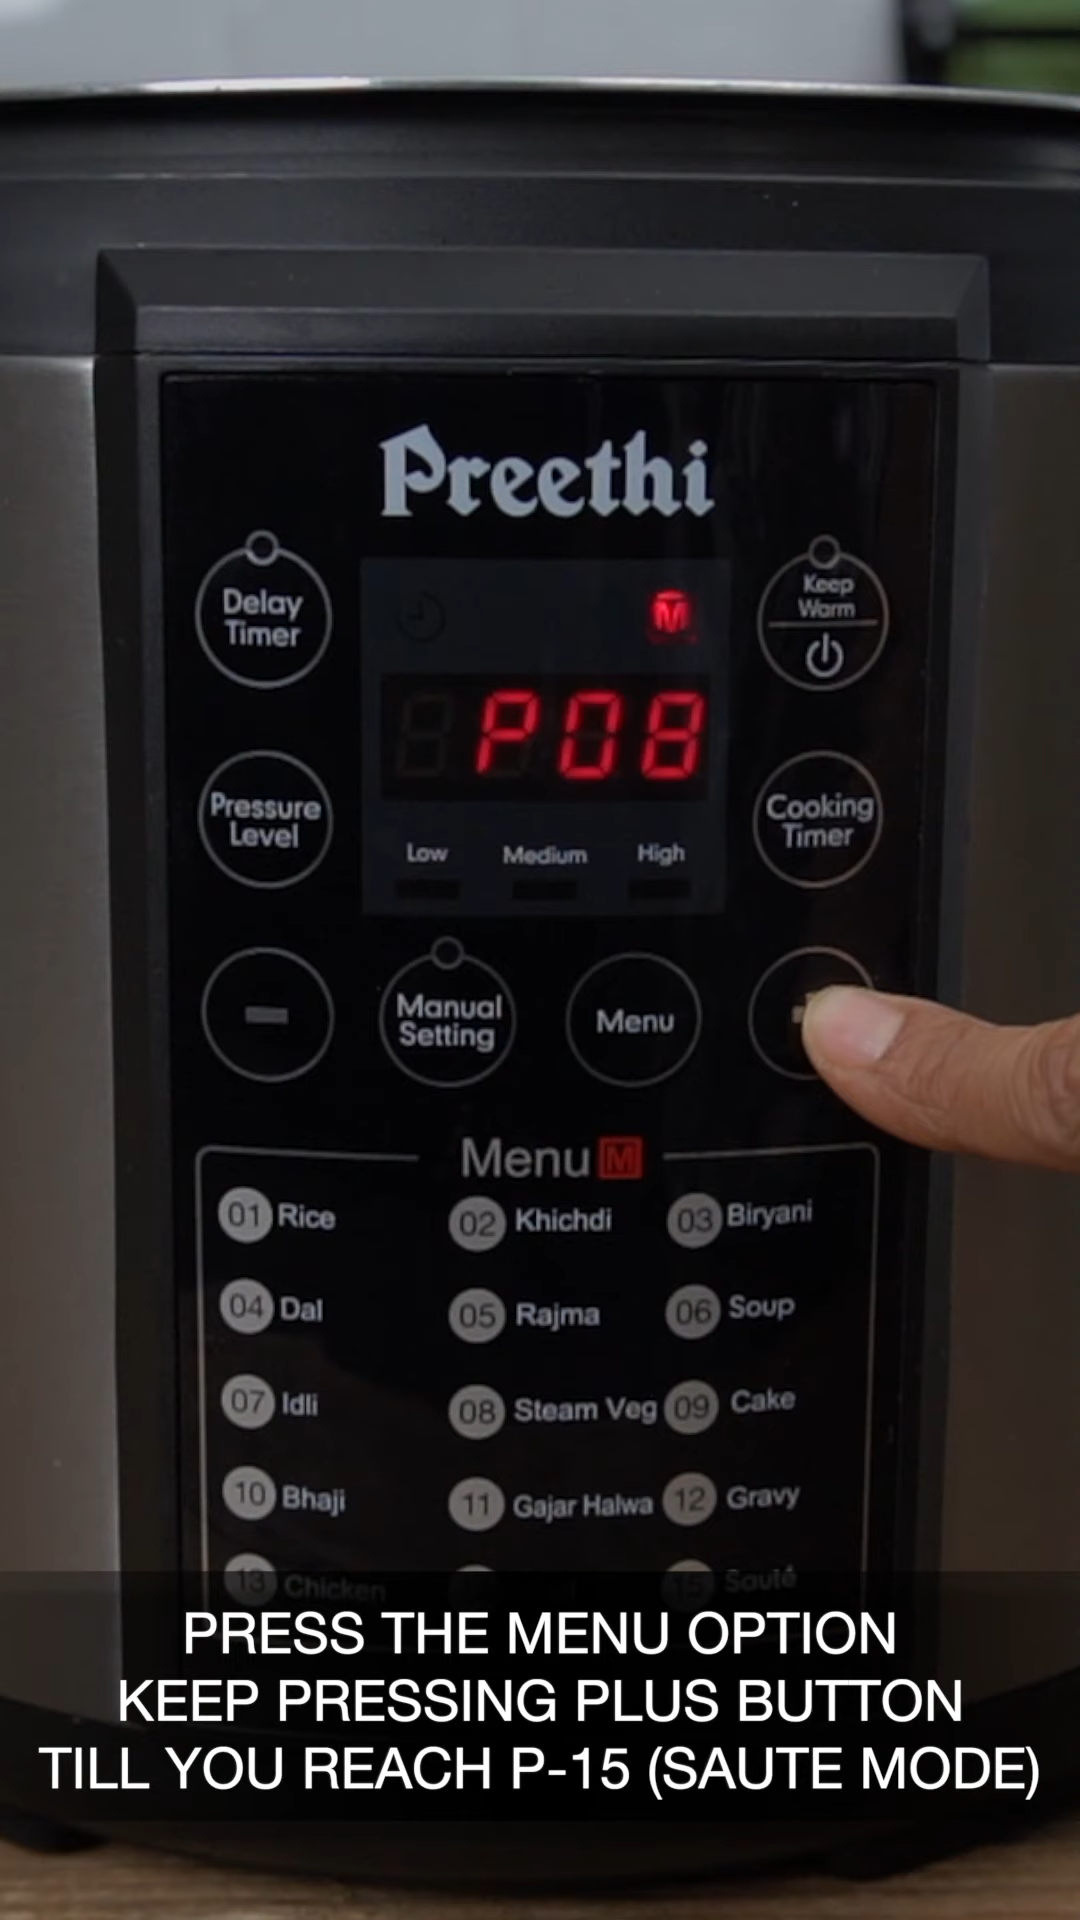 Preethi
Delay
Timer
M
Keep
Warm
P08
Pressure
Level
Cooking
Timer
Low Medium High
Manual
Setting
Menu
Menu M
01 Rice 02 Khichdi 03 Biryani
04 Dal 05 Rajma 06 Soup
07 Idli 08 Steam Veg 09 Cake
10 Bhaji 11 Gajar Halwa 12 Gravy
13 Chicken 15 Sauté
PRESS THE MENU OPTION
KEEP PRESSING PLUS BUTTON
TILL YOU REACH P-15 (SAUTE MODE)